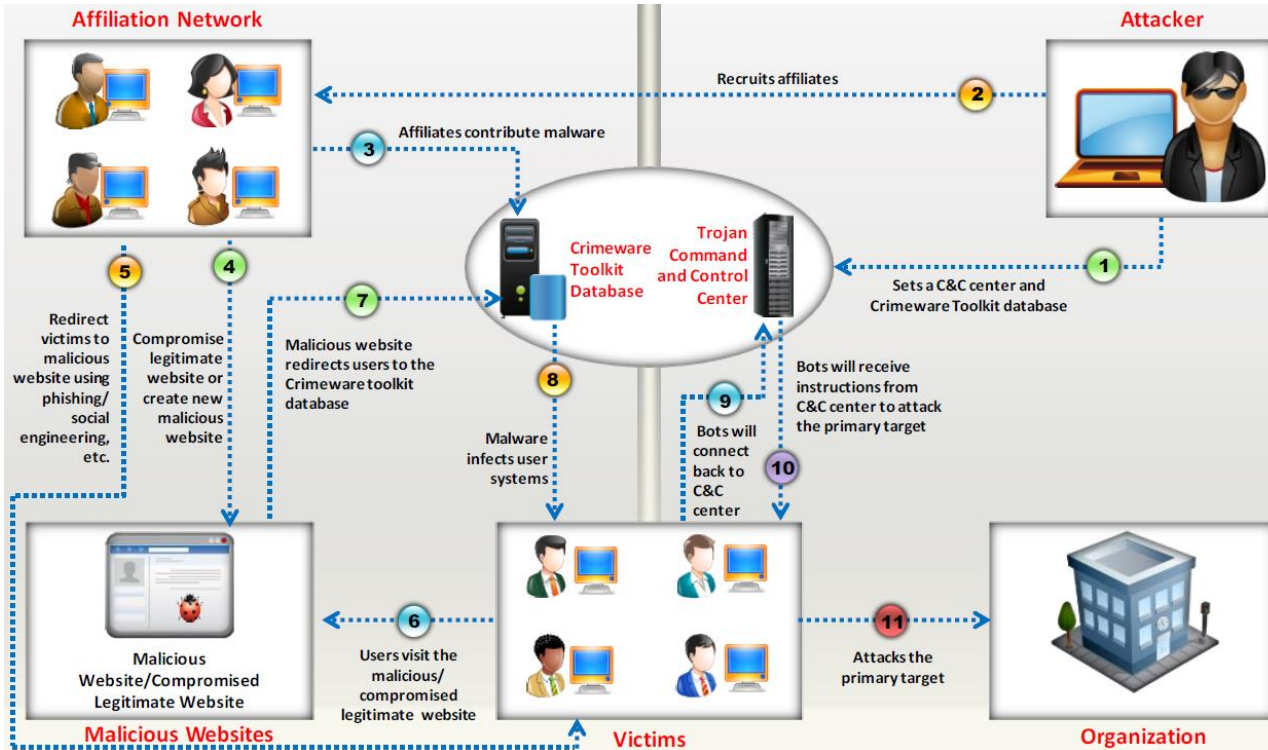 Affiliation Network
Attacker
Recruits affiliates
2
3
Affiliates contribute malware
Crimeware
Toolkit
Database
Trojan
Command
and Control
Center
1
Sets a C&C center and
Crimeware Toolkit database
5
4
Redirect
victims to
malicious
website using
phishing/
social
engineering,
etc.
Compromise
legitimate
website or
create new
malicious
website
7
Malicious website
redirects users to the
Crimeware toolkit
database
8
Malware
infects user
systems
9
Bots will
connect
back to
C&C
center
Bots will receive
instructions from
C&C center to attack
the primary target
10
Malicious
Website/Compromised
Legitimate Website
6
Users visit the
malicious/
compromised
legitimate website
11
Attacks the
primary target
Malicious Websites
Victims
Organization